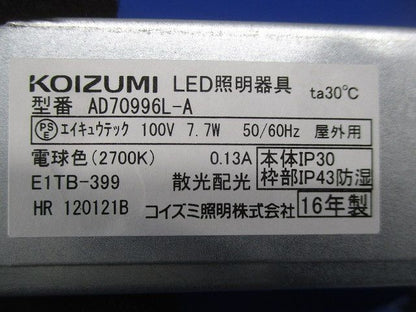 KOIZUMI LED照明器具 ta30℃
型番 AD70996L-A
PSE エイキュウテック 100V 7.7W 50/60Hz 屋外用
電球色(2700K) 0.13A 本体IP30
E1TB-399 散光配光 枠部IP43防湿
HR 120121B コイズミ照明株式会社 16年製